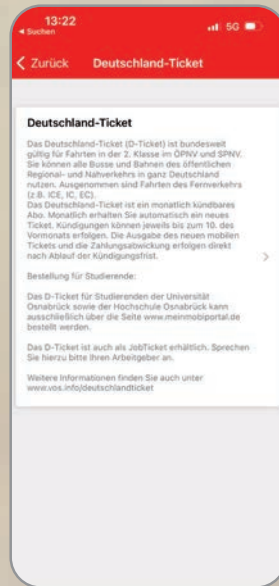 13:22
5G
◀ Suchen
Zurück
Deutschland-Ticket
Deutschland-Ticket
Das Deutschland-Ticket (D-Ticket) ist bundesweit
gültig für Fahrten in der 2. Klasse im ÖPNV und SPNV.
Sie können alle Busse und Bahnen des öffentlichen
Regional- und Nahverkehrs in ganz Deutschland
nutzen. Ausgenommen sind Fahrten des Fernverkehrs
(z.B. ICE, IC, EC).
Das Deutschland-Ticket ist ein monatlich kündbares
Abo. Monatlich erhalten Sie automatisch ein neues
Ticket. Kündigungen können jeweils bis zum 10. des
Vormonats erfolgen. Die Ausgabe des neuen mobilen
Tickets und die Zahlungsabwicklung erfolgen direkt
nach Ablauf der Kündigungsfrist.
Bestellung für Studierende:
Das D-Ticket für Studierenden der Universität
Osnabrück sowie der Hochschule Osnabrück kann
ausschließlich über die Seite www.meinmobiportal.de
bestellt werden.
Das D-Ticket ist auch als JobTicket erhältlich. Sprechen
Sie hierzu bitte Ihren Arbeitgeber an.
Weitere Informationen finden Sie auch unter
www.vos.info/deutschlandticket